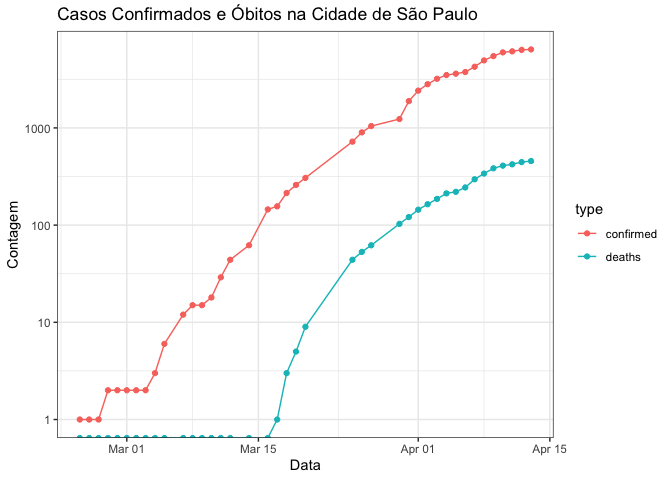 Casos Confirmados e Óbitos na Cidade de São Paulo
Contagem
1000
100
10
1
Mar 01
Mar 15
Apr 01
Apr 15
Data
type
confirmed
deaths